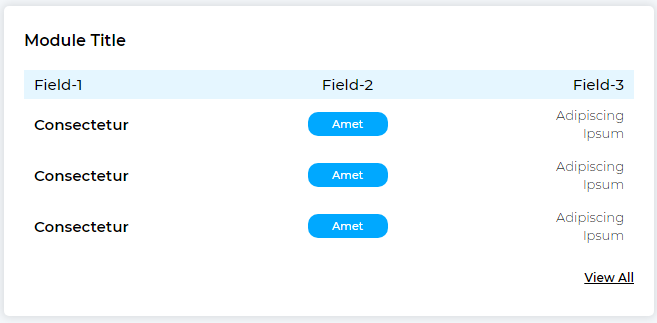 Module Title
Field-1 Field-2 Field-3
Consectetur Amet Adipiscing
Ipsum
Consectetur Amet Adipiscing
Ipsum
Consectetur Amet Adipiscing
Ipsum
View All